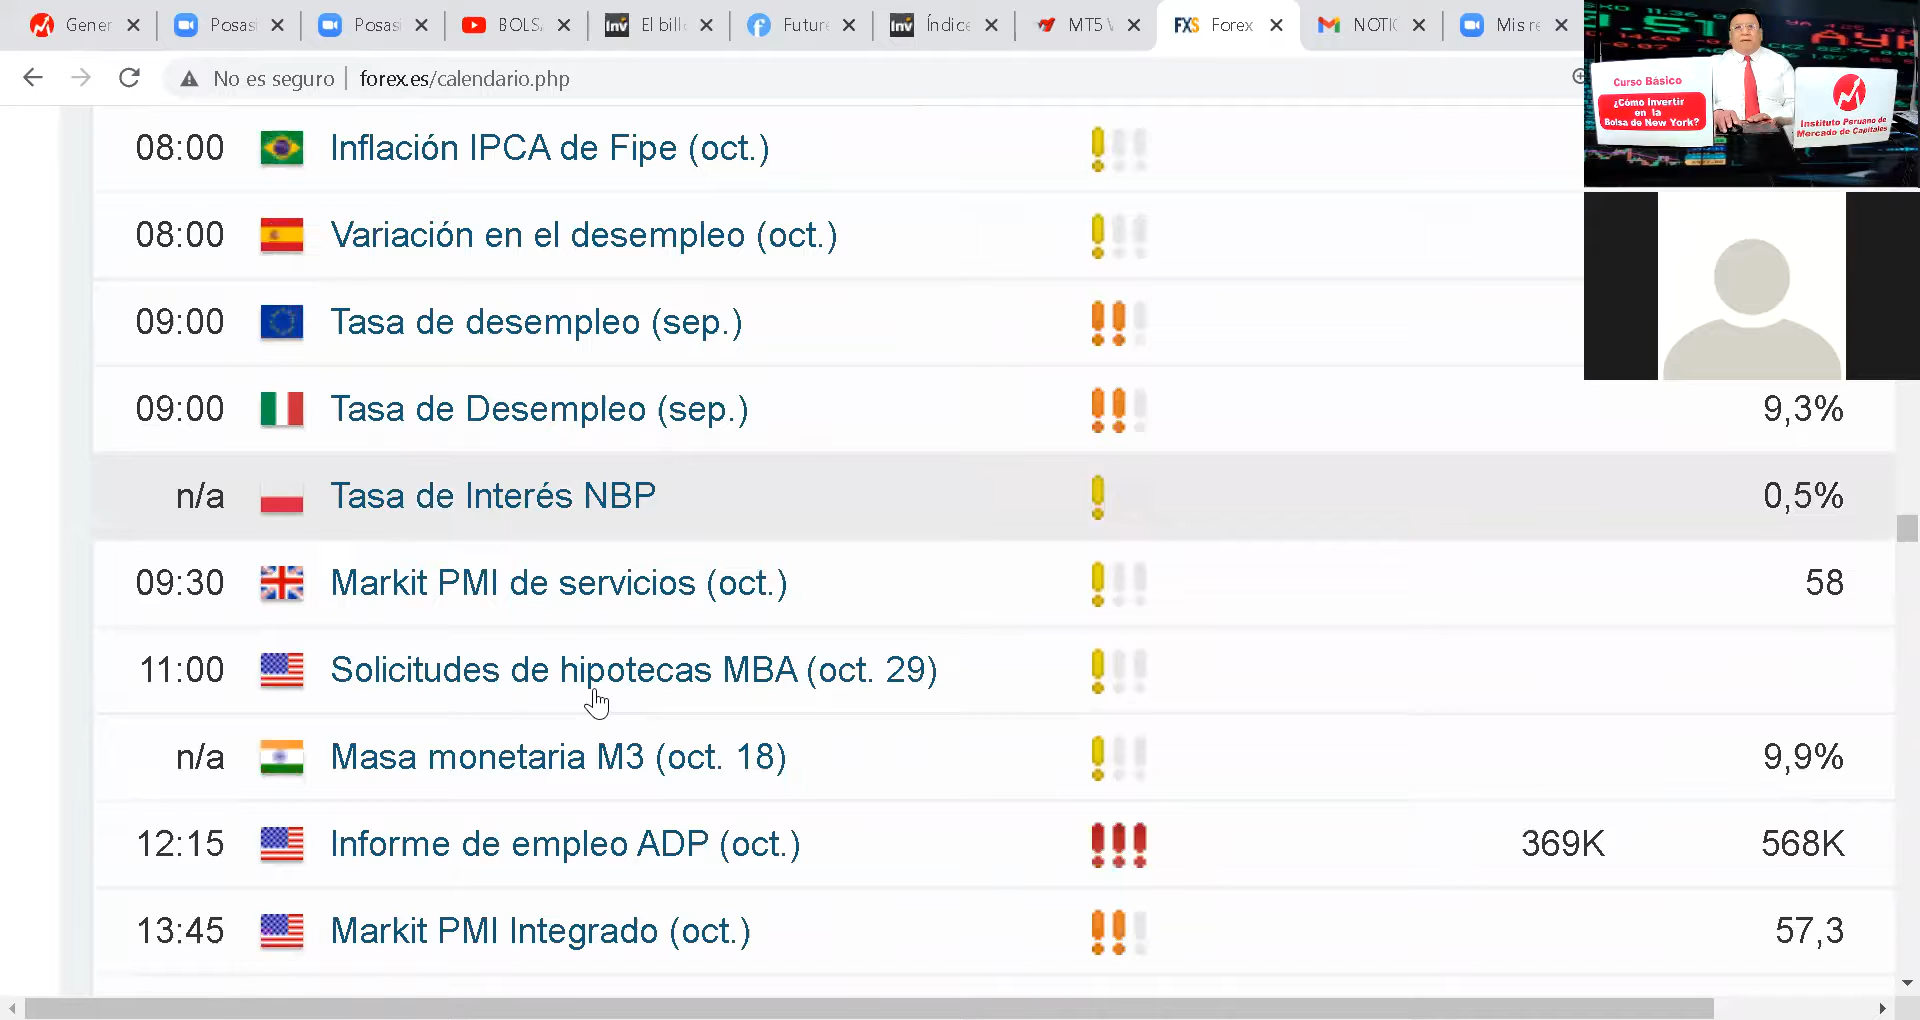 Gener
Posas
Posas
BOLS
El bill
Futur
Índice
MT5
FXS Forex
NOTI
Mis re
No es seguro | forex.es/calendario.php
Curso Básico
¿Cómo Invertir
en la
Bolsa de New York?
Instituto Peruano de
Mercado de Capitales
08:00 Inflación IPCA de Fipe (oct.)
08:00 Variación en el desempleo (oct.)
09:00 Tasa de desempleo (sep.)
09:00 Tasa de Desempleo (sep.) 9,3%
n/a Tasa de Interés NBP 0,5%
09:30 Markit PMI de servicios (oct.) 58
11:00 Solicitudes de hipotecas MBA (oct. 29)
n/a Masa monetaria M3 (oct. 18) 9,9%
12:15 Informe de empleo ADP (oct.) 369K 568K
13:45 Markit PMI Integrado (oct.) 57,3